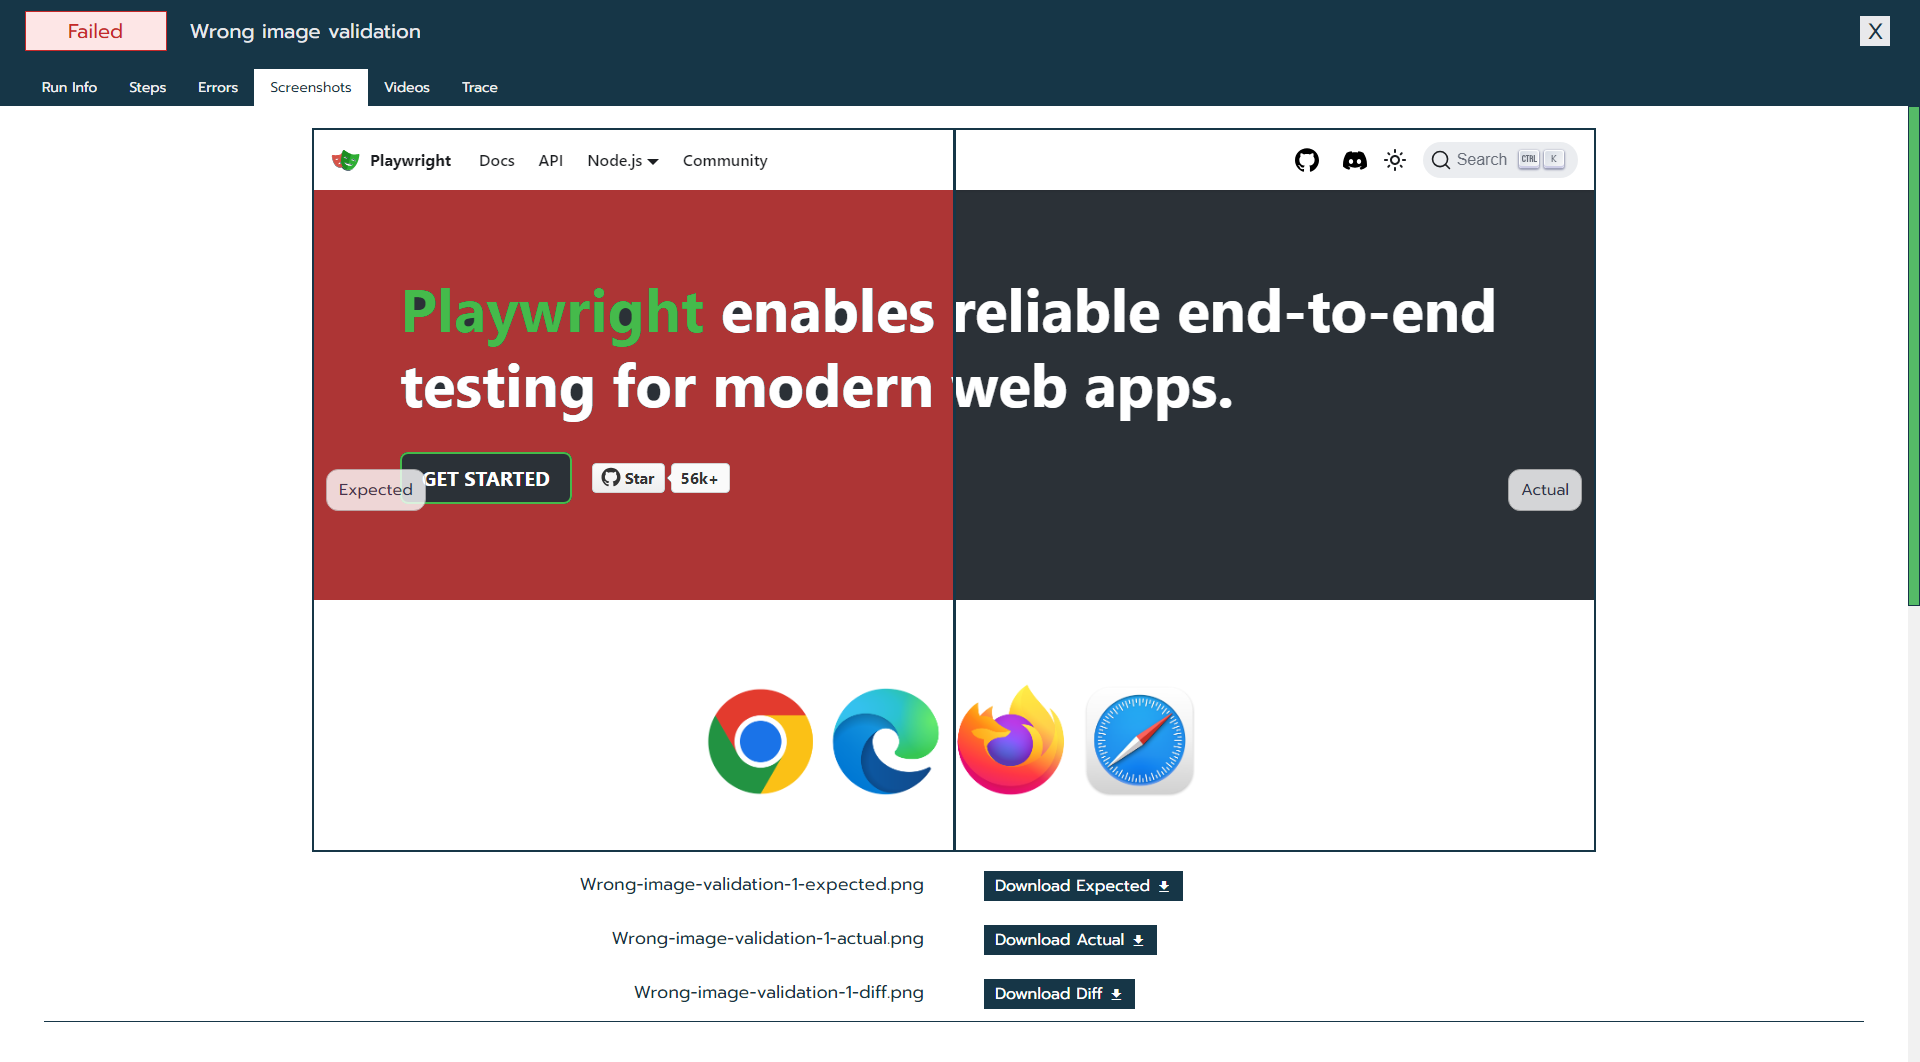 Failed
Wrong image validation
X
Run Info
Steps
Errors
Screenshots
Videos
Trace
Playwright
Docs
API
Node.js
Community
Search
CTRL
K
Playwright enables reliable end-to-end
testing for modern web apps.
GET STARTED
Star
56k+
Expected
Actual
Wrong-image-validation-1-expected.png
Download Expected
Wrong-image-validation-1-actual.png
Download Actual
Wrong-image-validation-1-diff.png
Download Diff